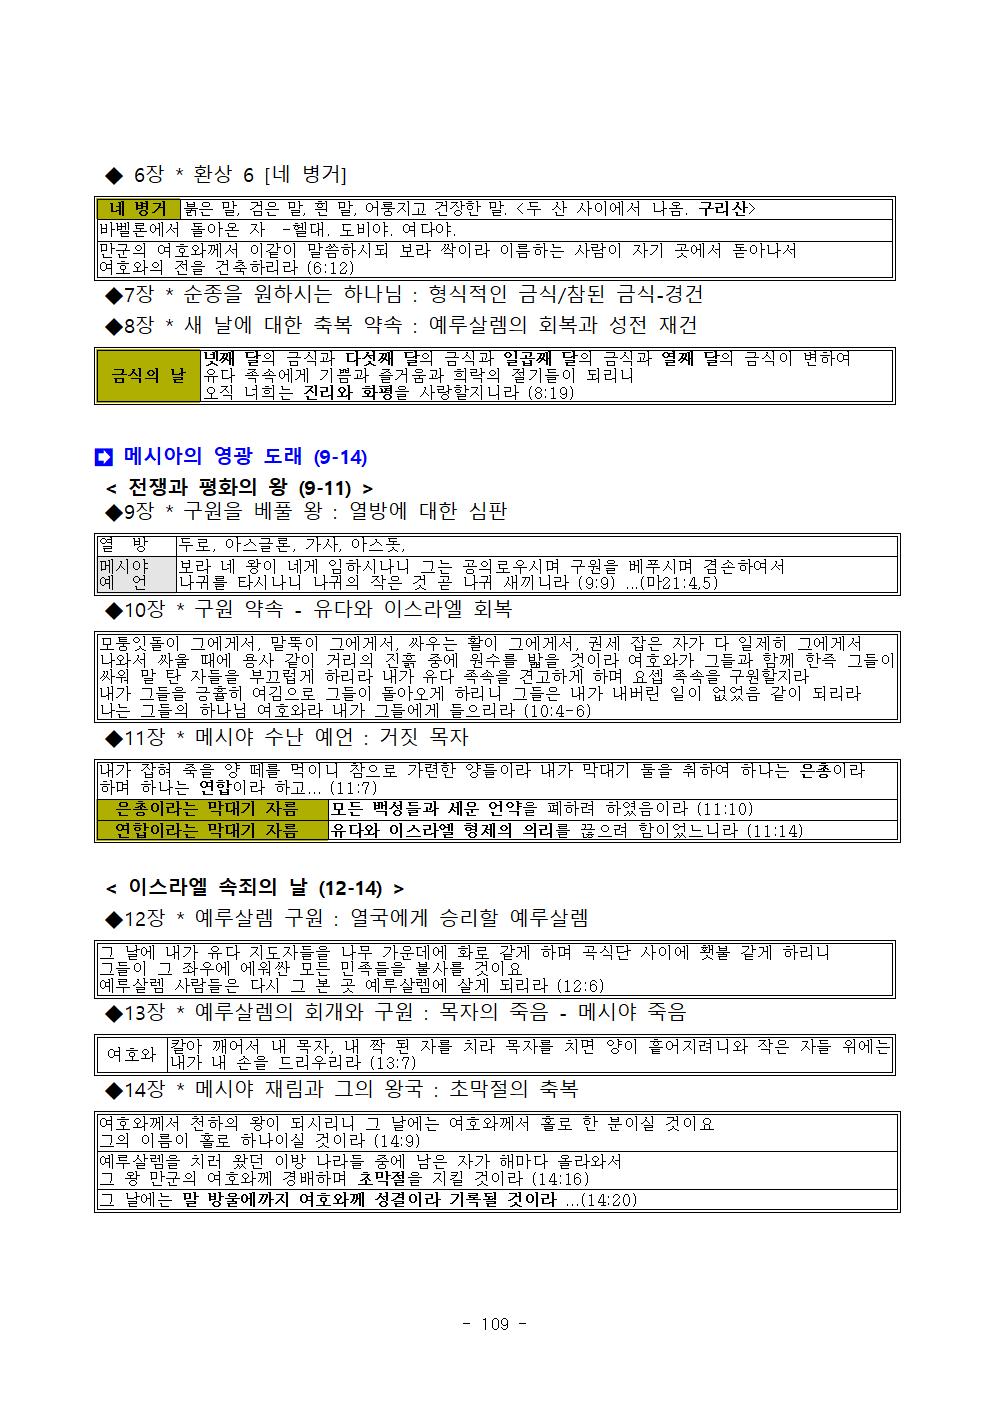 ◆ 6장 * 환상 6 [네 병거]
네 병거 붉은 말, 검은 말, 흰 말, 어룽지고 건장한 말. <두 산 사이에서 나옴. 구리산>
바벨론에서 돌아온 자 -헬대. 도비야. 여다야.
만군의 여호와께서 이같이 말씀하시되 보라 싹이라 이름하는 사람이 자기 곳에서 돋아나서
여호와의 전을 건축하리라 (6:12)
◆7장 * 순종을 원하시는 하나님 : 형식적인 금식/참된 금식-경건
◆8장 * 새 날에 대한 축복 약속 : 예루살렘의 회복과 성전 재건
금식의 날
넷째 달의 금식과 다섯째 달의 금식과 일곱째 달의 금식과 열째 달의 금식이 변하여
유다 족속에게 기쁨과 즐거움과 희락의 절기들이 되리니
오직 너희는 진리와 화평을 사랑할지니라 (8:19)
➡ 메시아의 영광 도래 (9-14)
< 전쟁과 평화의 왕 (9-11) >
◆9장 * 구원을 베풀 왕 : 열방에 대한 심판
열 방 두로, 아스글론, 가사, 아스돗,
메시야 보라 네 왕이 네게 임하시나니 그는 공의로우시며 구원을 베푸시며 겸손하여서
예 언 나귀를 타시나니 나귀의 작은 것 곧 나귀 새끼니라 (9:9) ...(마21:4,5)
◆10장 * 구원 약속 - 유다와 이스라엘 회복
모퉁잇돌이 그에게서, 말뚝이 그에게서, 싸우는 활이 그에게서, 권세 잡은 자가 다 일제히 그에게서
나와서 싸울 때에 용사 같이 거리의 진흙 중에 원수를 밟을 것이라 여호와가 그들과 함께 한즉 그들이
싸워 말 탄 자들을 부끄럽게 하리라 내가 유다 족속을 견고하게 하며 요셉 족속을 구원할지라
내가 그들을 긍휼히 여김으로 그들이 돌아오게 하리니 그들은 내가 내버린 일이 없었음 같이 되리라
나는 그들의 하나님 여호와라 내가 그들에게 들으리라 (10:4-6)
◆11장 * 메시야 수난 예언 : 거짓 목자
내가 잡혀 죽을 양 떼를 먹이니 참으로 가련한 양들이라 내가 막대기 둘을 취하여 하나는 은총이라
하며 하나는 연합이라 하고... (11:7)
은총이라는 막대기 자름 모든 백성들과 세운 언약을 폐하려 하였음이라 (11:10)
연합이라는 막대기 자름 유다와 이스라엘 형제의 의리를 끊으려 함이었느니라 (11:14)
< 이스라엘 속죄의 날 (12-14) >
◆12장 * 예루살렘 구원 : 열국에게 승리할 예루살렘
그 날에 내가 유다 지도자들을 나무 가운데에 화로 같게 하며 곡식단 사이에 횃불 같게 하리니
그들이 그 좌우에 에워싼 모든 민족들을 불사를 것이요
예루살렘 사람들은 다시 그 본 곳 예루살렘에 살게 되리라 (12:6)
◆13장 * 예루살렘의 회개와 구원 : 목자의 죽음 - 메시야 죽음
여호와
칼아 깨어서 내 목자, 내 짝 된 자를 치라 목자를 치면 양이 흩어지려니와 작은 자들 위에는
내가 내 손을 드리우리라 (13:7)
◆14장 * 메시야 재림과 그의 왕국 : 초막절의 축복
여호와께서 천하의 왕이 되시리니 그 날에는 여호와께서 홀로 한 분이실 것이요
그의 이름이 홀로 하나이실 것이라 (14:9)
예루살렘을 치러 왔던 이방 나라들 중에 남은 자가 해마다 올라와서
그 왕 만군의 여호와께 경배하며 초막절을 지킬 것이라 (14:16)
그 날에는 말 방울에까지 여호와께 성결이라 기록될 것이라 ...(14:20)
- 109 -